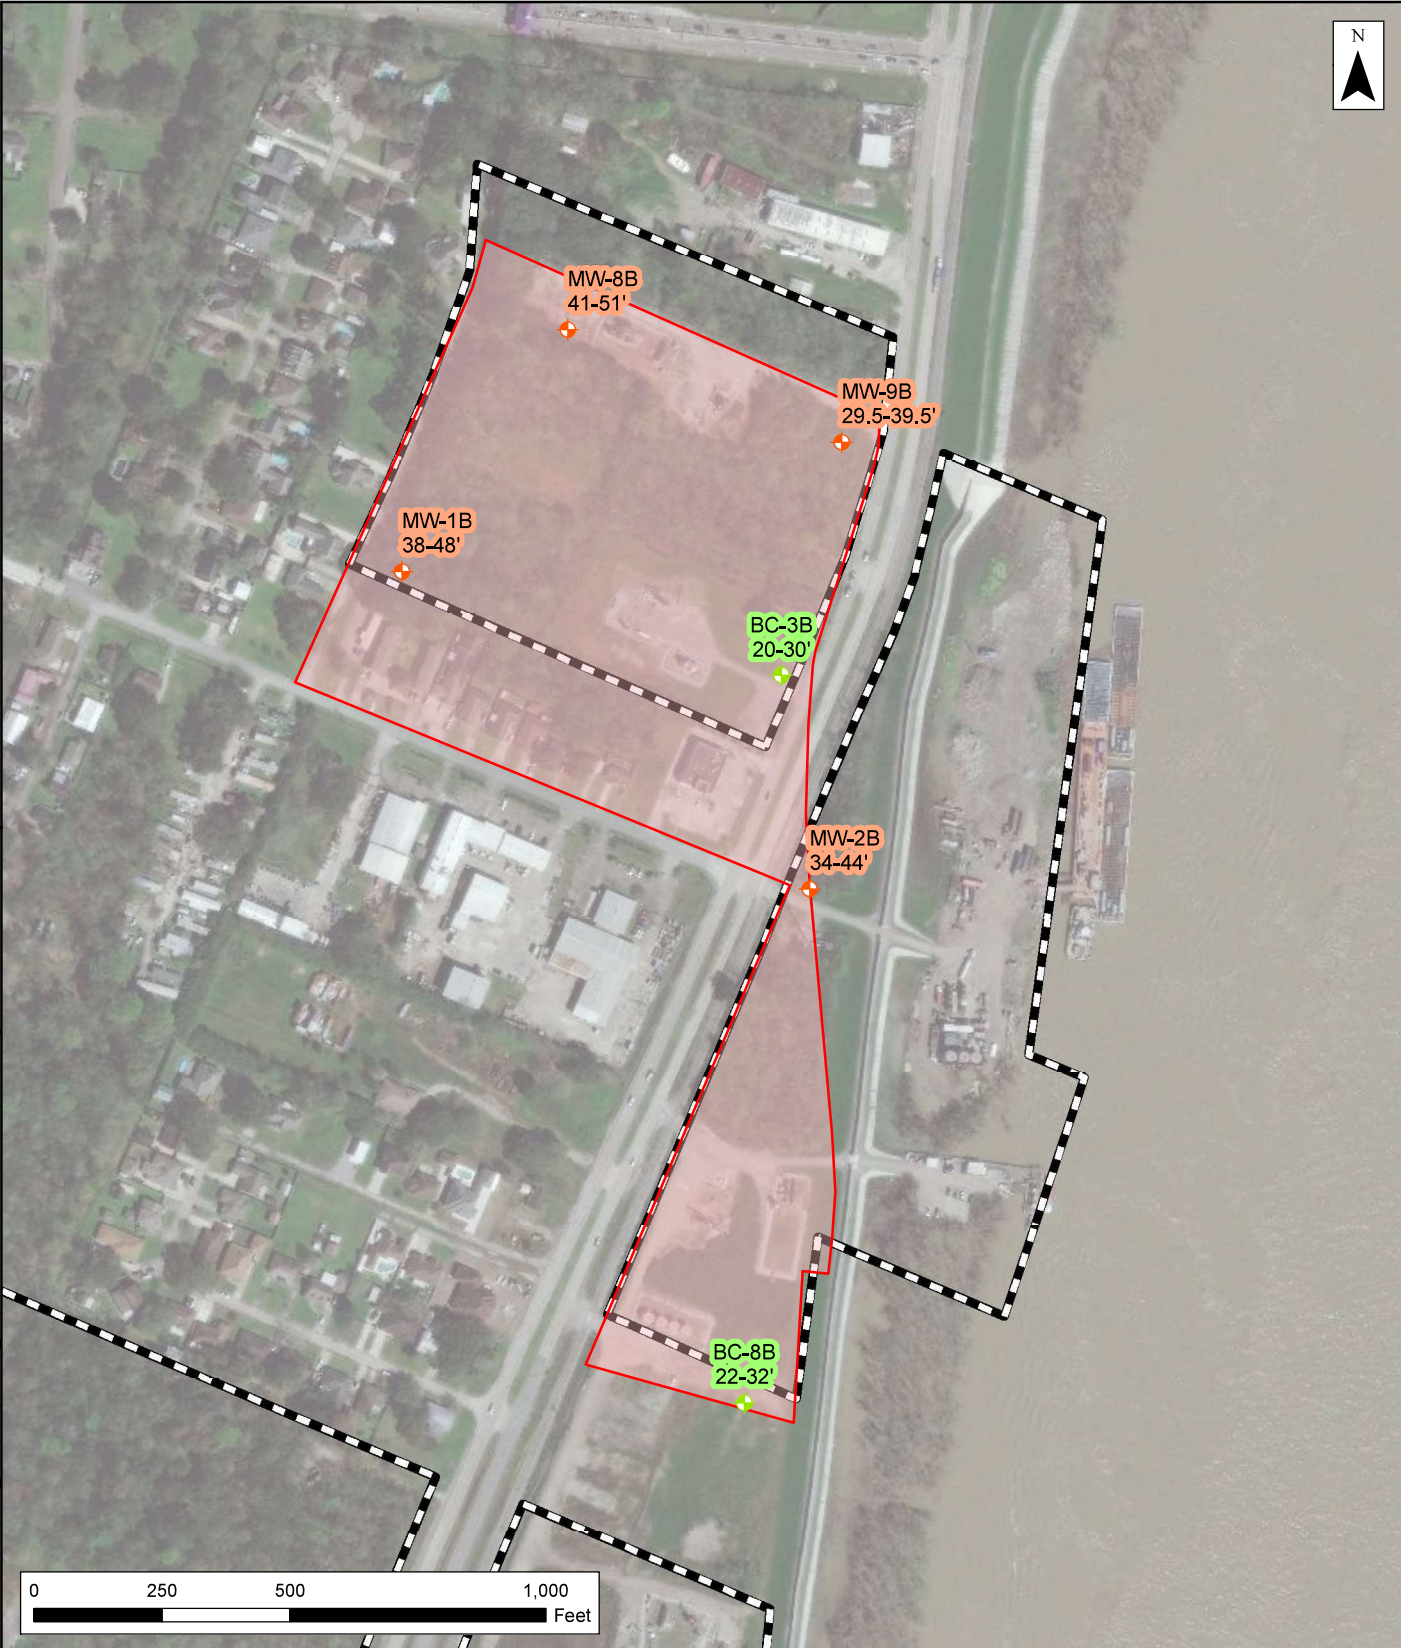 N
MW-8B
41-51'
MW-9B
29.5-39.5'
MW-1B
38-48'
BC-3B
20-30'
MW-2B
34-44'
BC-8B
22-32'
0 250 500 1,000
Feet